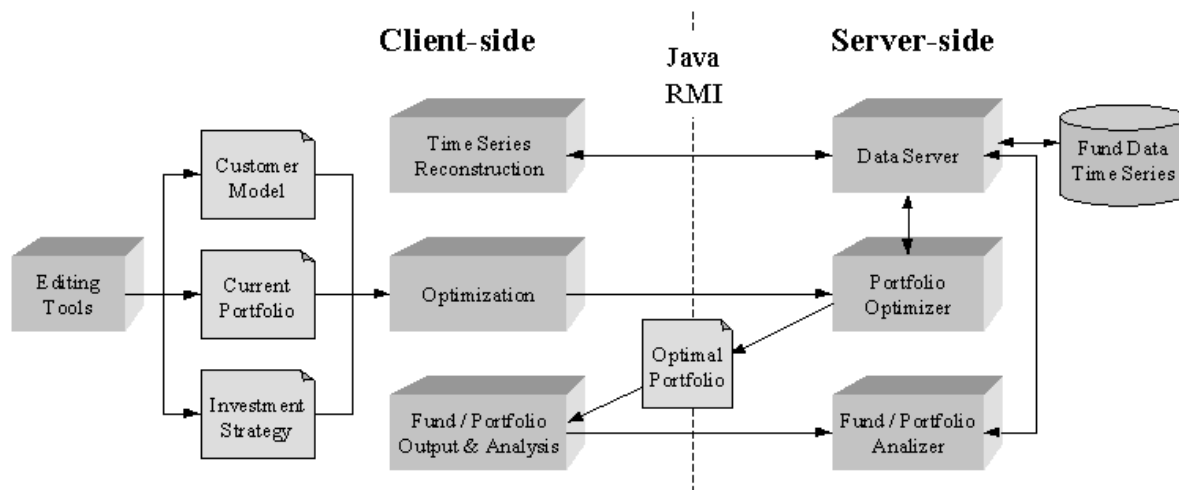 Client-side
Server-side
Java
RMI
Customer
Model
Time Series
Reconstruction
Data Server
Fund Data
Time Series
Editing
Tools
Current
Portfolio
Optimization
Portfolio
Optimizer
Optimal
Portfolio
Investment
Strategy
Fund / Portfolio
Output & Analysis
Fund / Portfolio
Analizer